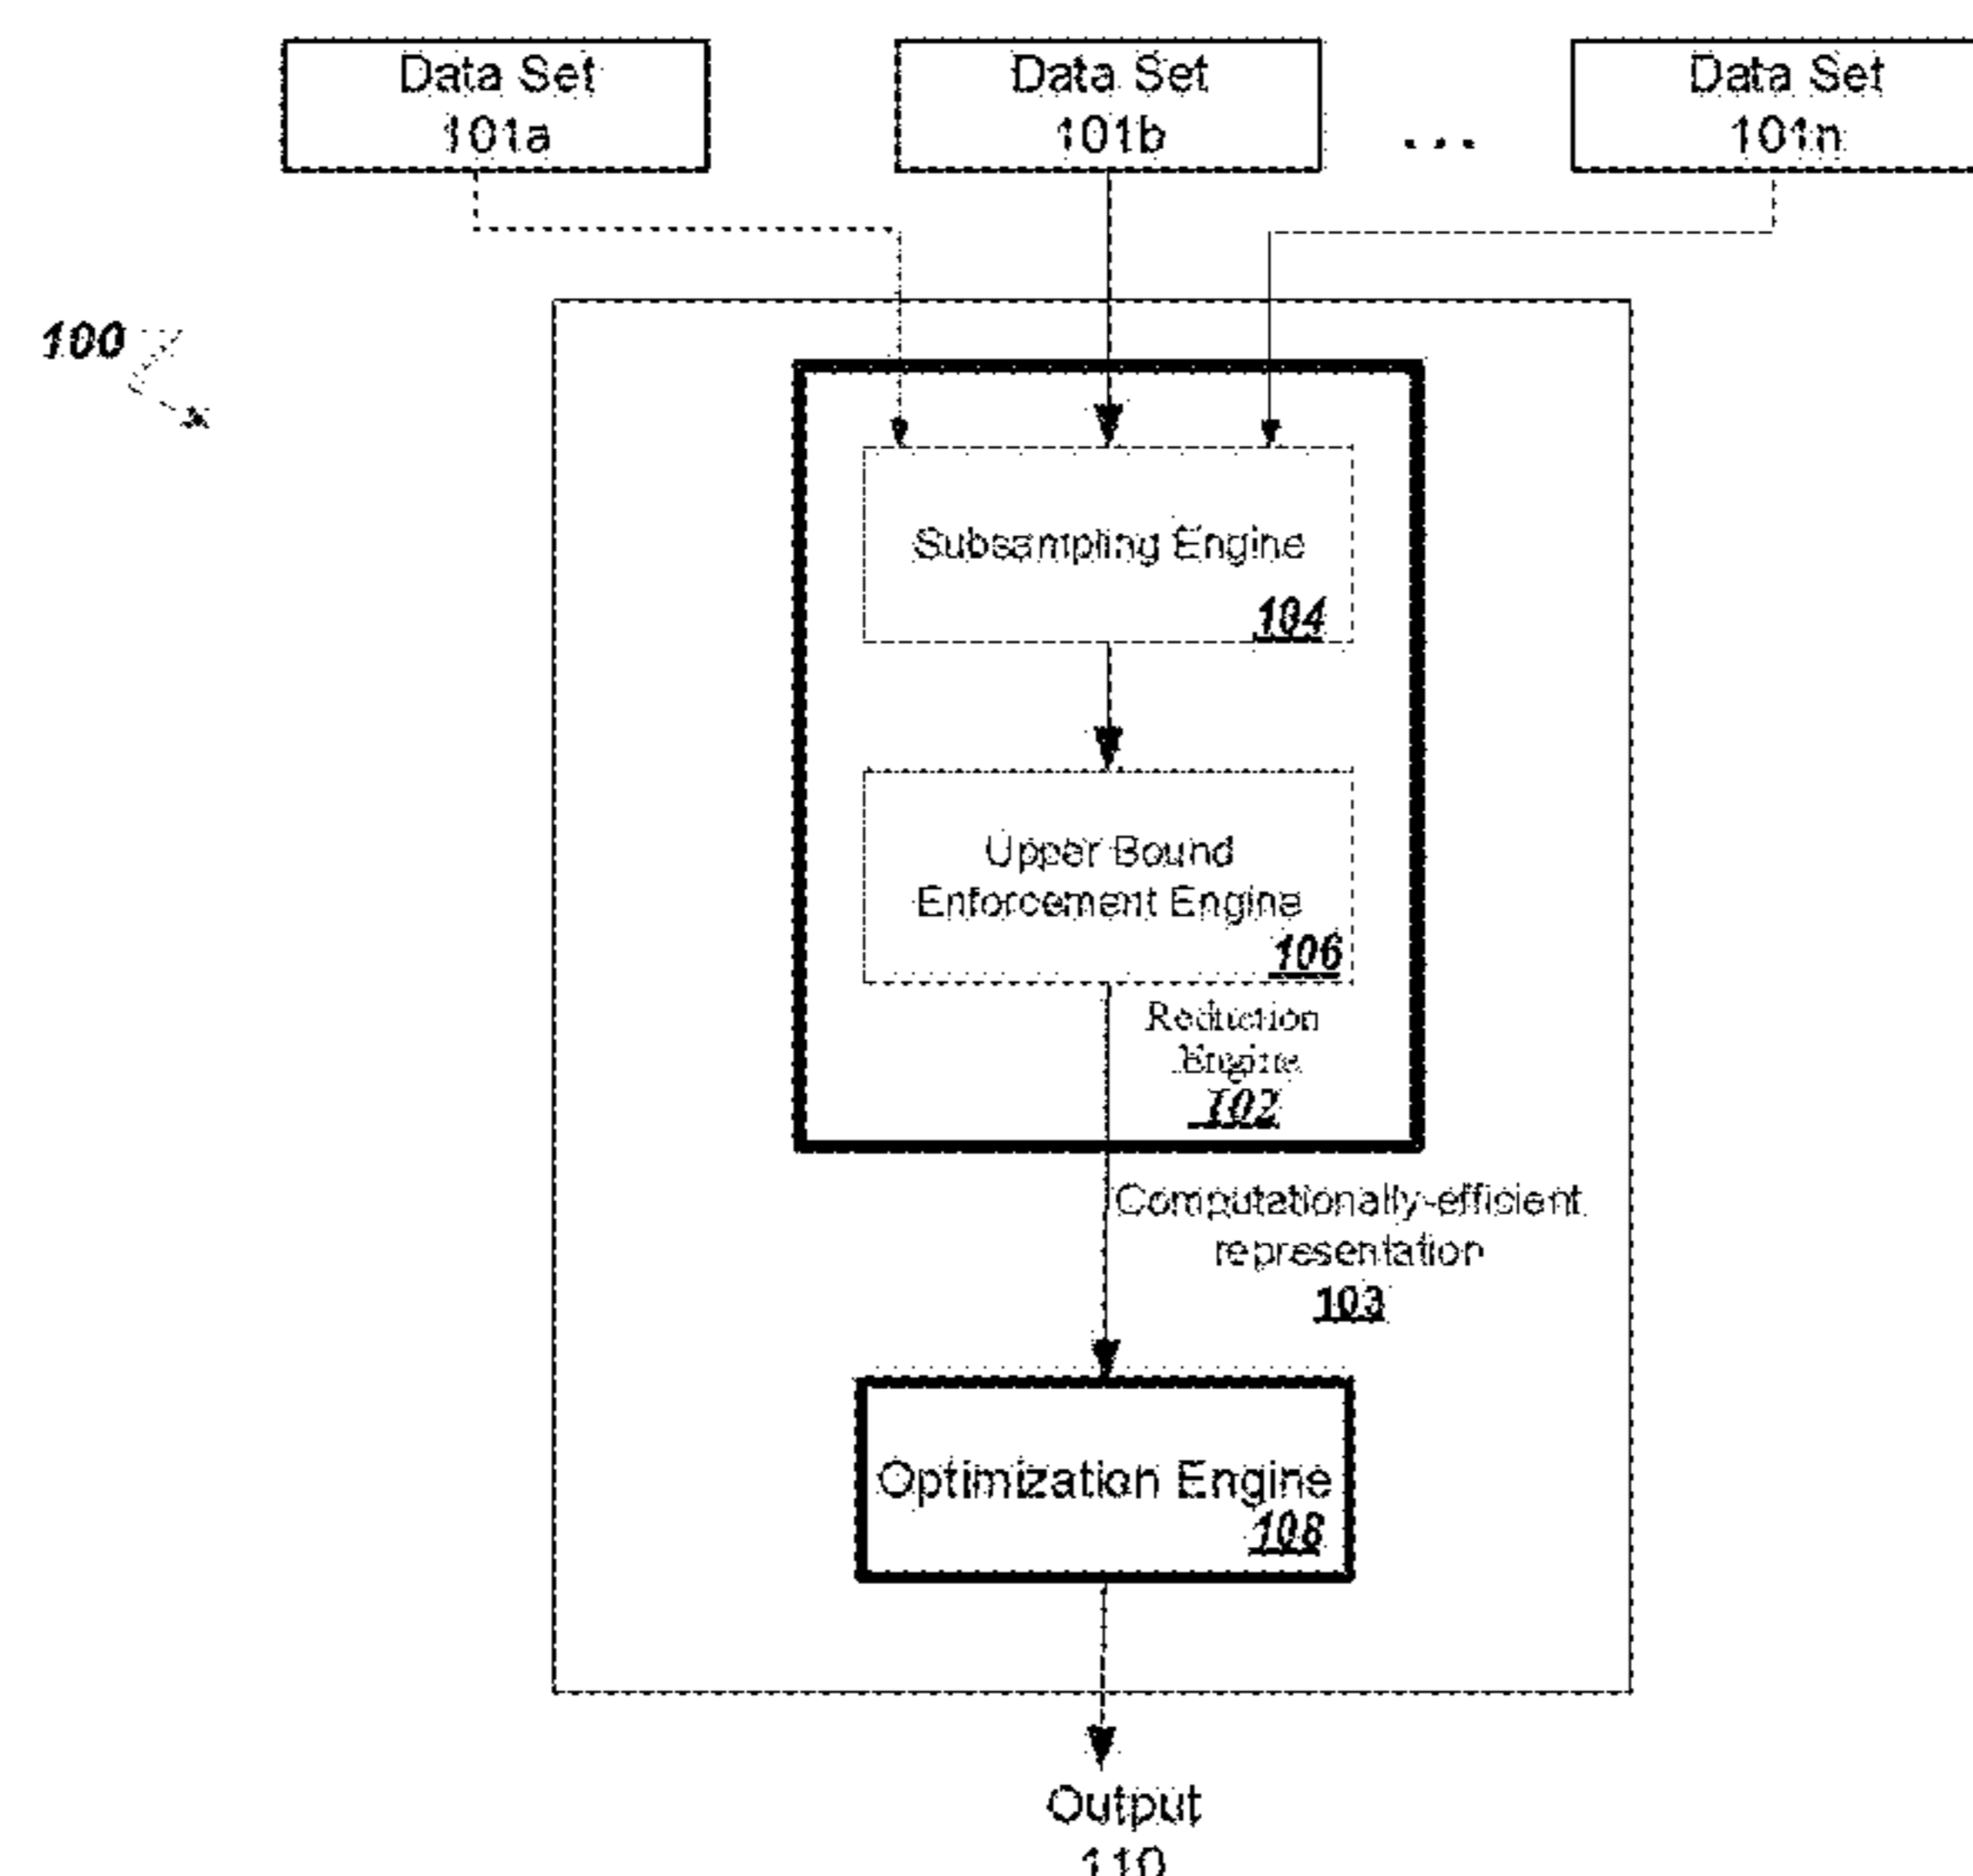 Data Set
101a
Data Set
101b
...
Data Set
101n
100
Subsampling Engine
104
Upper Bound
Enforcement Engine
106
Reduction
Engine
102
Computationally-efficient
representation
103
Optimization Engine
108
Output
110